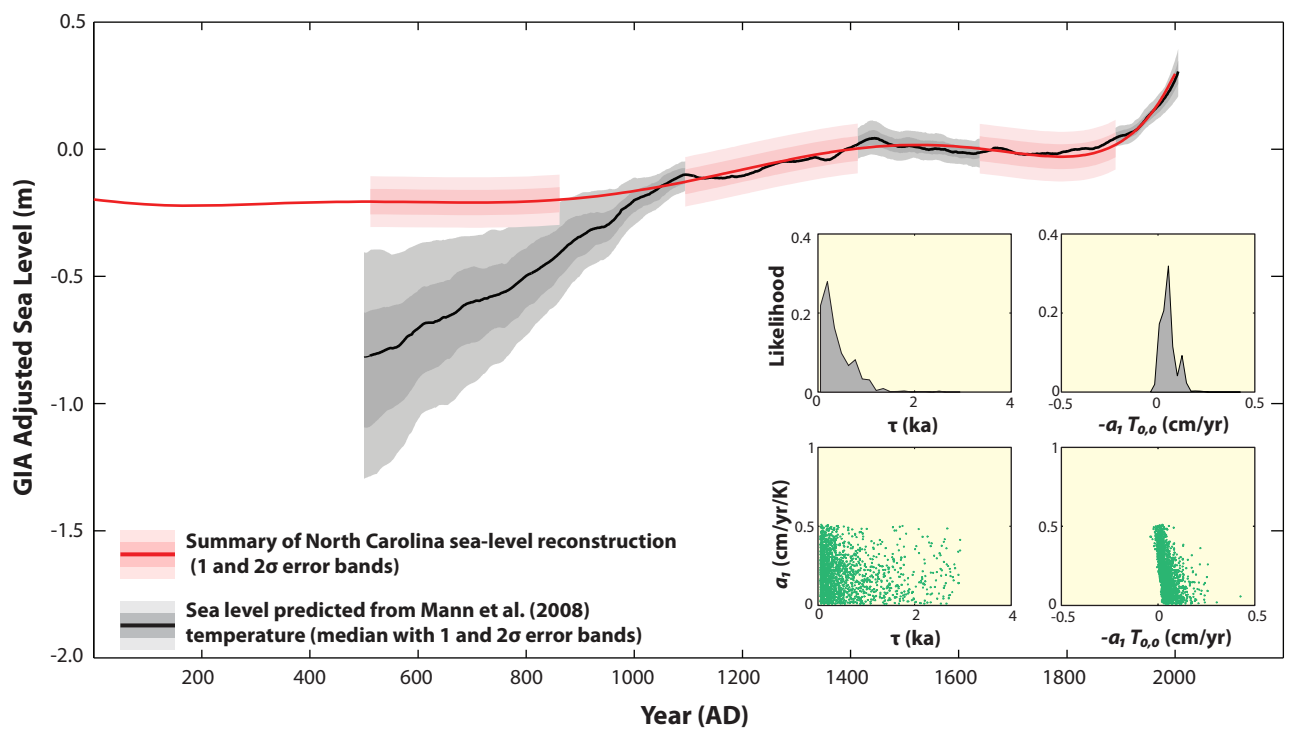 GIA Adjusted Sea Level (m)
0.5
0.0
-0.5
-1.0
-1.5
-2.0
200 400 600 800 1000 1200 1400 1600 1800 2000
Year (AD)
Summary of North Carolina sea-level reconstruction
(1 and 2σ error bands)
Sea level predicted from Mann et al. (2008)
temperature (median with 1 and 2σ error bands)
Likelihood
0.4
0.2
0
0 2 4
τ (ka)
0.4
0.2
0
-0.5 0 0.5
-a₁ T₀,₀ (cm/yr)
a₁ (cm/yr/K)
1
0.5
0
0 2 4
τ (ka)
1
0.5
0
-0.5 0 0.5
-a₁ T₀,₀ (cm/yr)